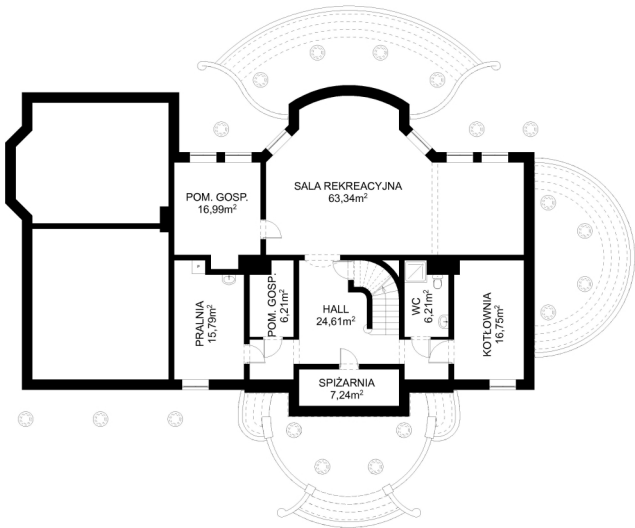 POM. GOSP.
16,99m²
SALA REKREACYJNA
63,34m²
PRALNIA
15,79m²
POM. GOSP.
6,21m²
HALL
24,61m²
WC
6,21m²
KOTŁOWNIA
16,75m²
SPIŻARNIA
7,24m²